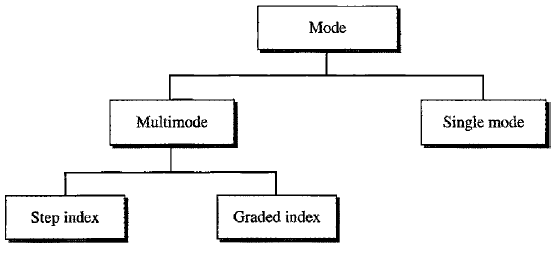 Mode
Multimode
Single mode
Step index
Graded index